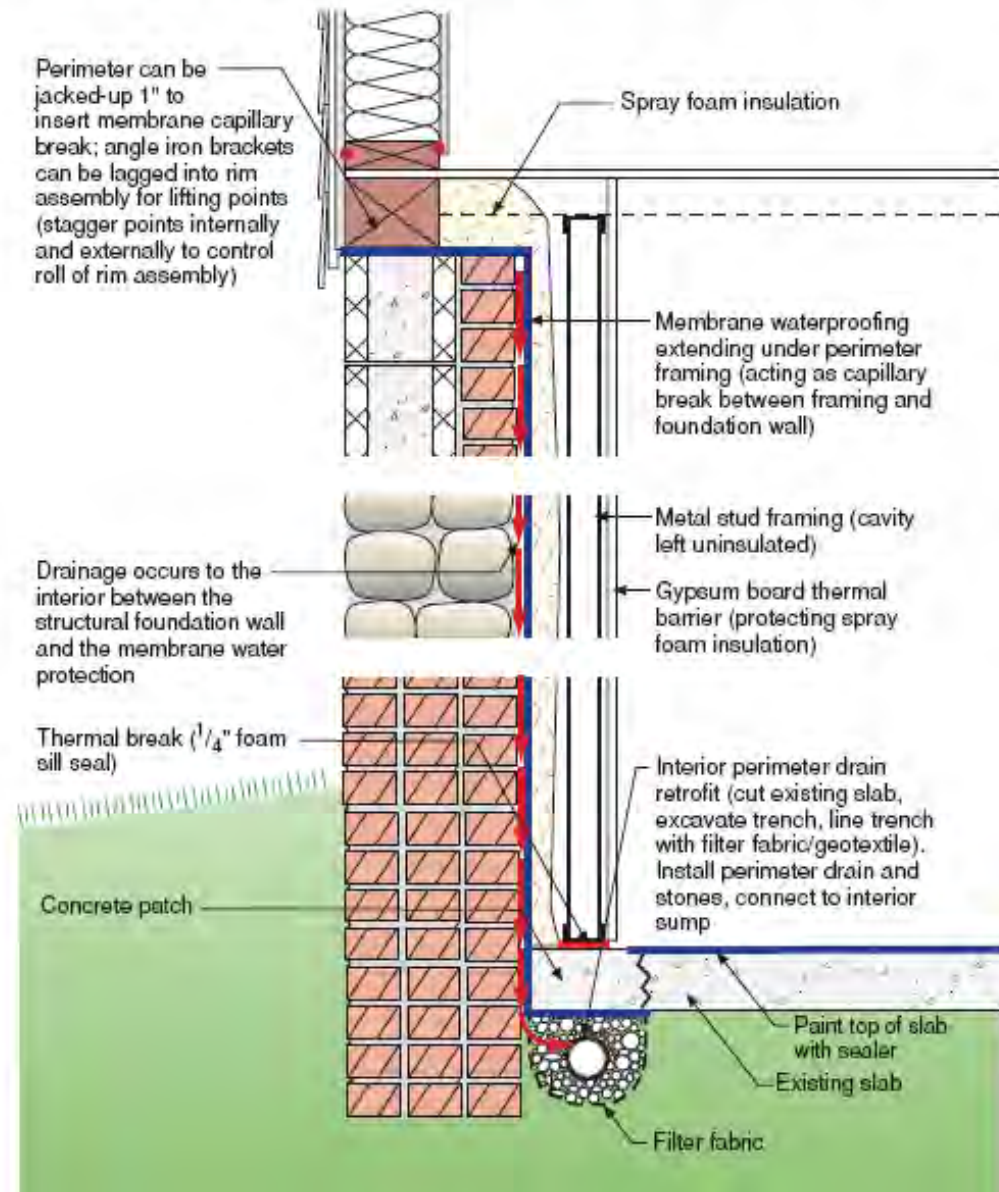 Perimeter can be
jacked-up 1" to
insert membrane capillary
break; angle iron brackets
can be lagged into rim
assembly for lifting points
(stagger points internally
and externally to control
roll of rim assembly)
Spray foam insulation
Membrane waterproofing
extending under perimeter
framing (acting as capillary
break between framing and
foundation wall)
Metal stud framing (cavity
left uninsulated)
Drainage occurs to the
interior between the
structural foundation wall
and the membrane water
protection
Gypsum board thermal
barrier (protecting spray
foam insulation)
Thermal break (1/4" foam
sill seal)
Interior perimeter drain
retrofit (cut existing slab,
excavate trench, line trench
with filter fabric/geotextile).
Install perimeter drain and
stones, connect to interior
sump
Concrete patch
Paint top of slab
with sealer
Existing slab
Filter fabric